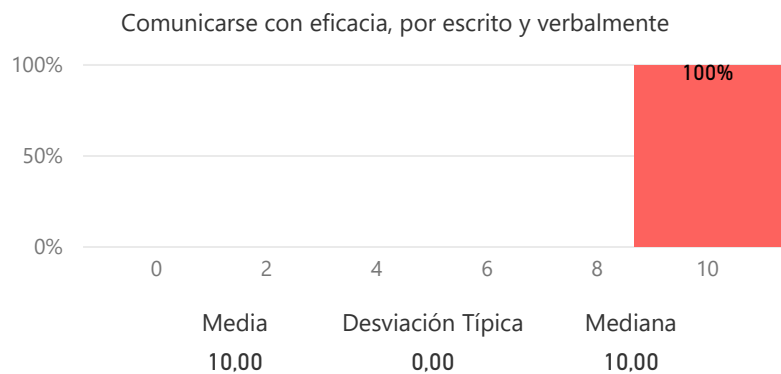 Comunicarse con eficacia, por escrito y verbalmente
100%
100%
50%
0%
0 2 4 6 8 10
Media Desviación Típica Mediana
10,00 0,00 10,00